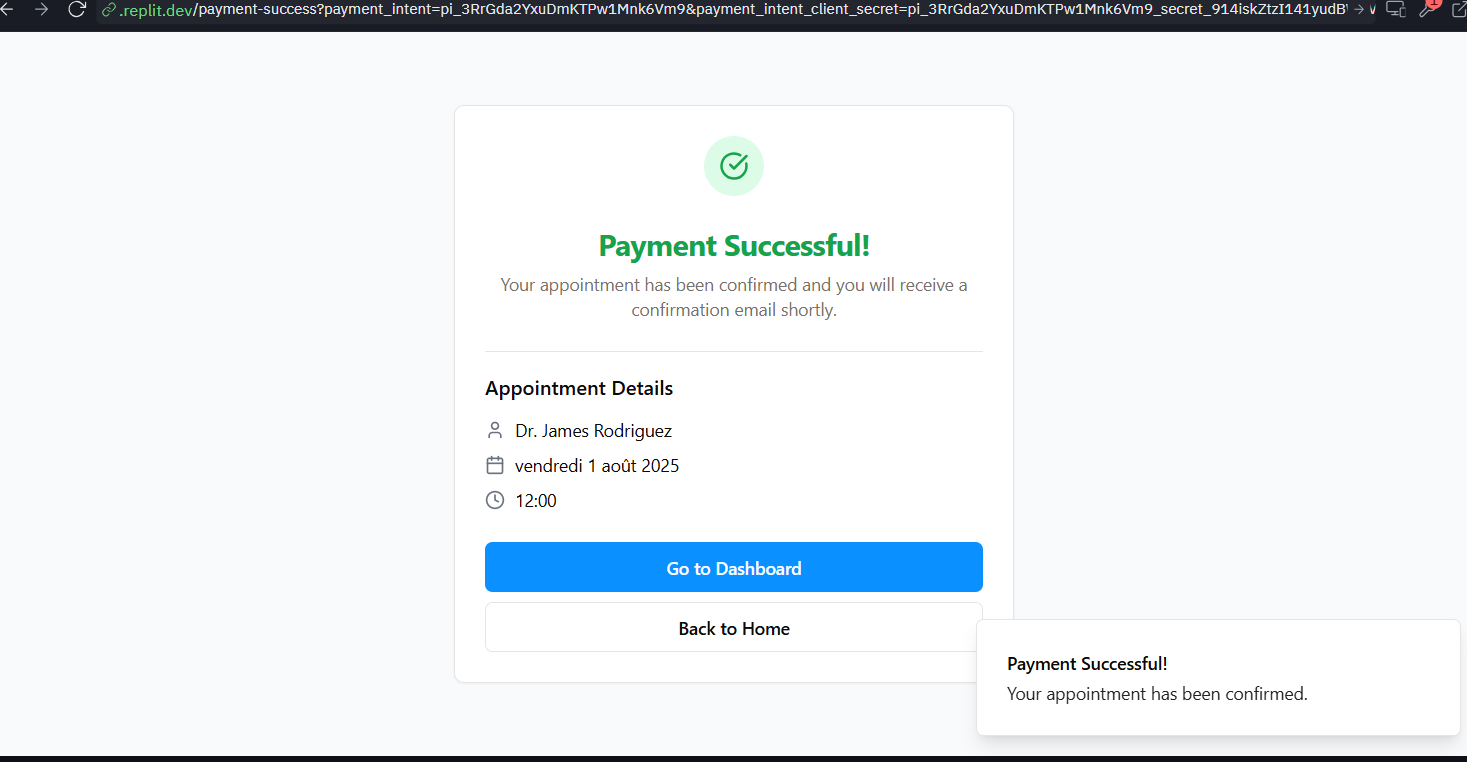 .replit.dev/payment-success?payment_intent=pi_3RrGda2YxuDmKTPw1Mnk6Vm9&payment_intent_client_secret=pi_3RrGda2YxuDmKTPw1Mnk6Vm9_secret_914iskZtzI141yudB
1
Payment Successful!
Your appointment has been confirmed and you will receive a
confirmation email shortly.
Appointment Details
Dr. James Rodriguez
vendredi 1 août 2025
12:00
Go to Dashboard
Back to Home
Payment Successful!
Your appointment has been confirmed.